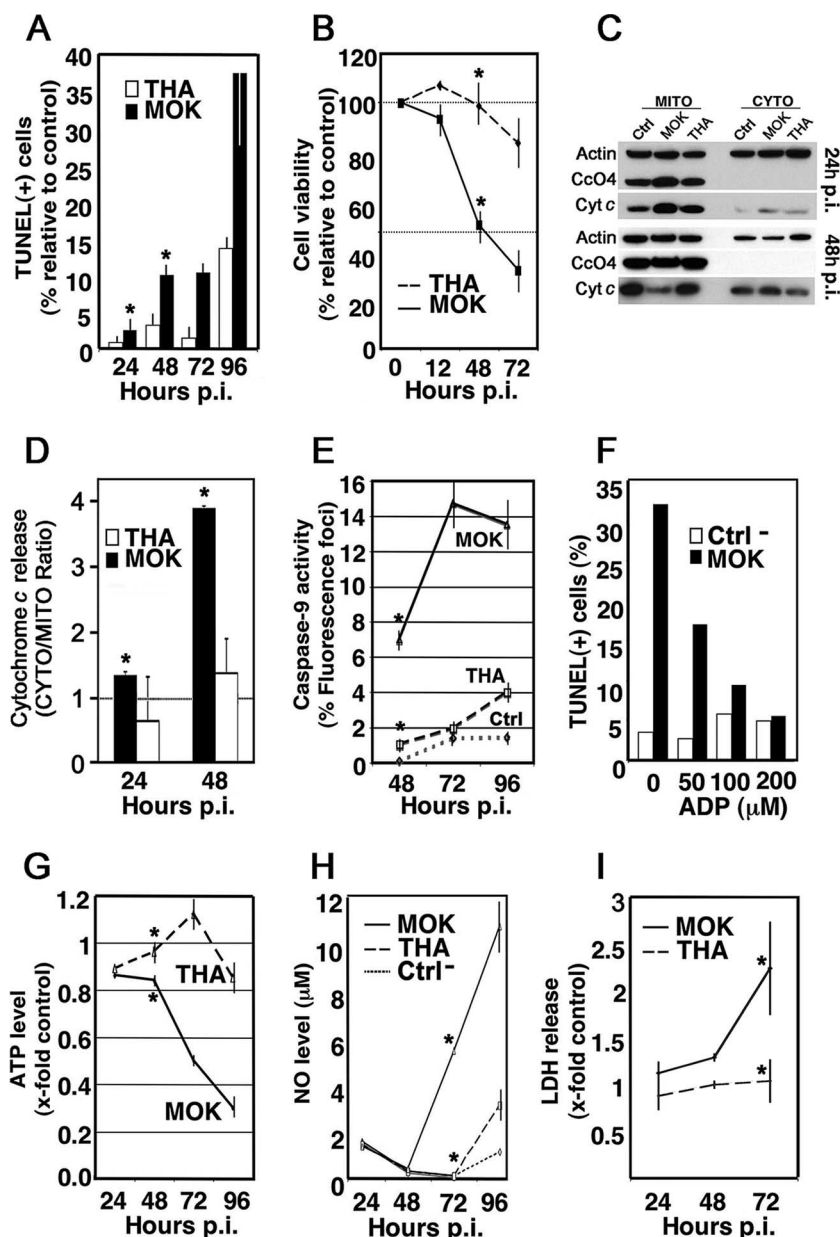 A
TUNEL(+) cells
(% relative to control)
40
35
30
25
20
15
10
5
0
THA
MOK
24 48 72 96
Hours p.i.
B
Cell viability
(% relative to control)
120
100
80
60
40
20
0
*
*
THA
MOK
0 12 48 72
Hours p.i.
C
MITO CYTO
Ctrl MOK THA Ctrl MOK THA
Actin
CcO4
Cyt c
24h p.i.
Actin
CcO4
Cyt c
48h p.i.
D
Cytochrome c release
(CYTO/MITO Ratio)
4
3
2
1
0
THA
MOK
*
*
24 48
Hours p.i.
E
Caspase-9 activity
(% Fluorescence foci)
16
14
12
10
8
6
4
2
0
MOK
THA
Ctrl
*
*
48 72 96
Hours p.i.
F
TUNEL(+) cells (%)
35
30
25
20
15
10
5
0
Ctrl -
MOK
0 50 100 200
ADP (µM)
G
ATP level
(x-fold control)
1.2
1
0.8
0.6
0.4
0.2
0.0
*
*
THA
MOK
24 48 72 96
Hours p.i.
H
NO level (µM)
12
10
8
6
4
2
0
MOK
THA
Ctrl-
*
*
24 48 72 96
Hours p.i.
I
LDH release
(x-fold control)
3
2.5
2
1.5
1
0.5
MOK
THA
*
*
24 48 72
Hours p.i.